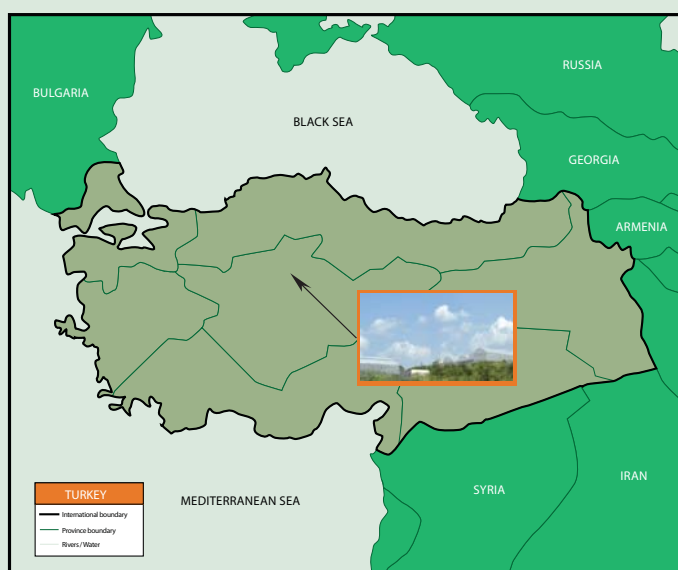 RUSSIA
BULGARIA
BLACK SEA
GEORGIA
ARMENIA
IRAN
SYRIA
MEDITERRANEAN SEA
TURKEY
International boundary
Province boundary
Rivers / Water